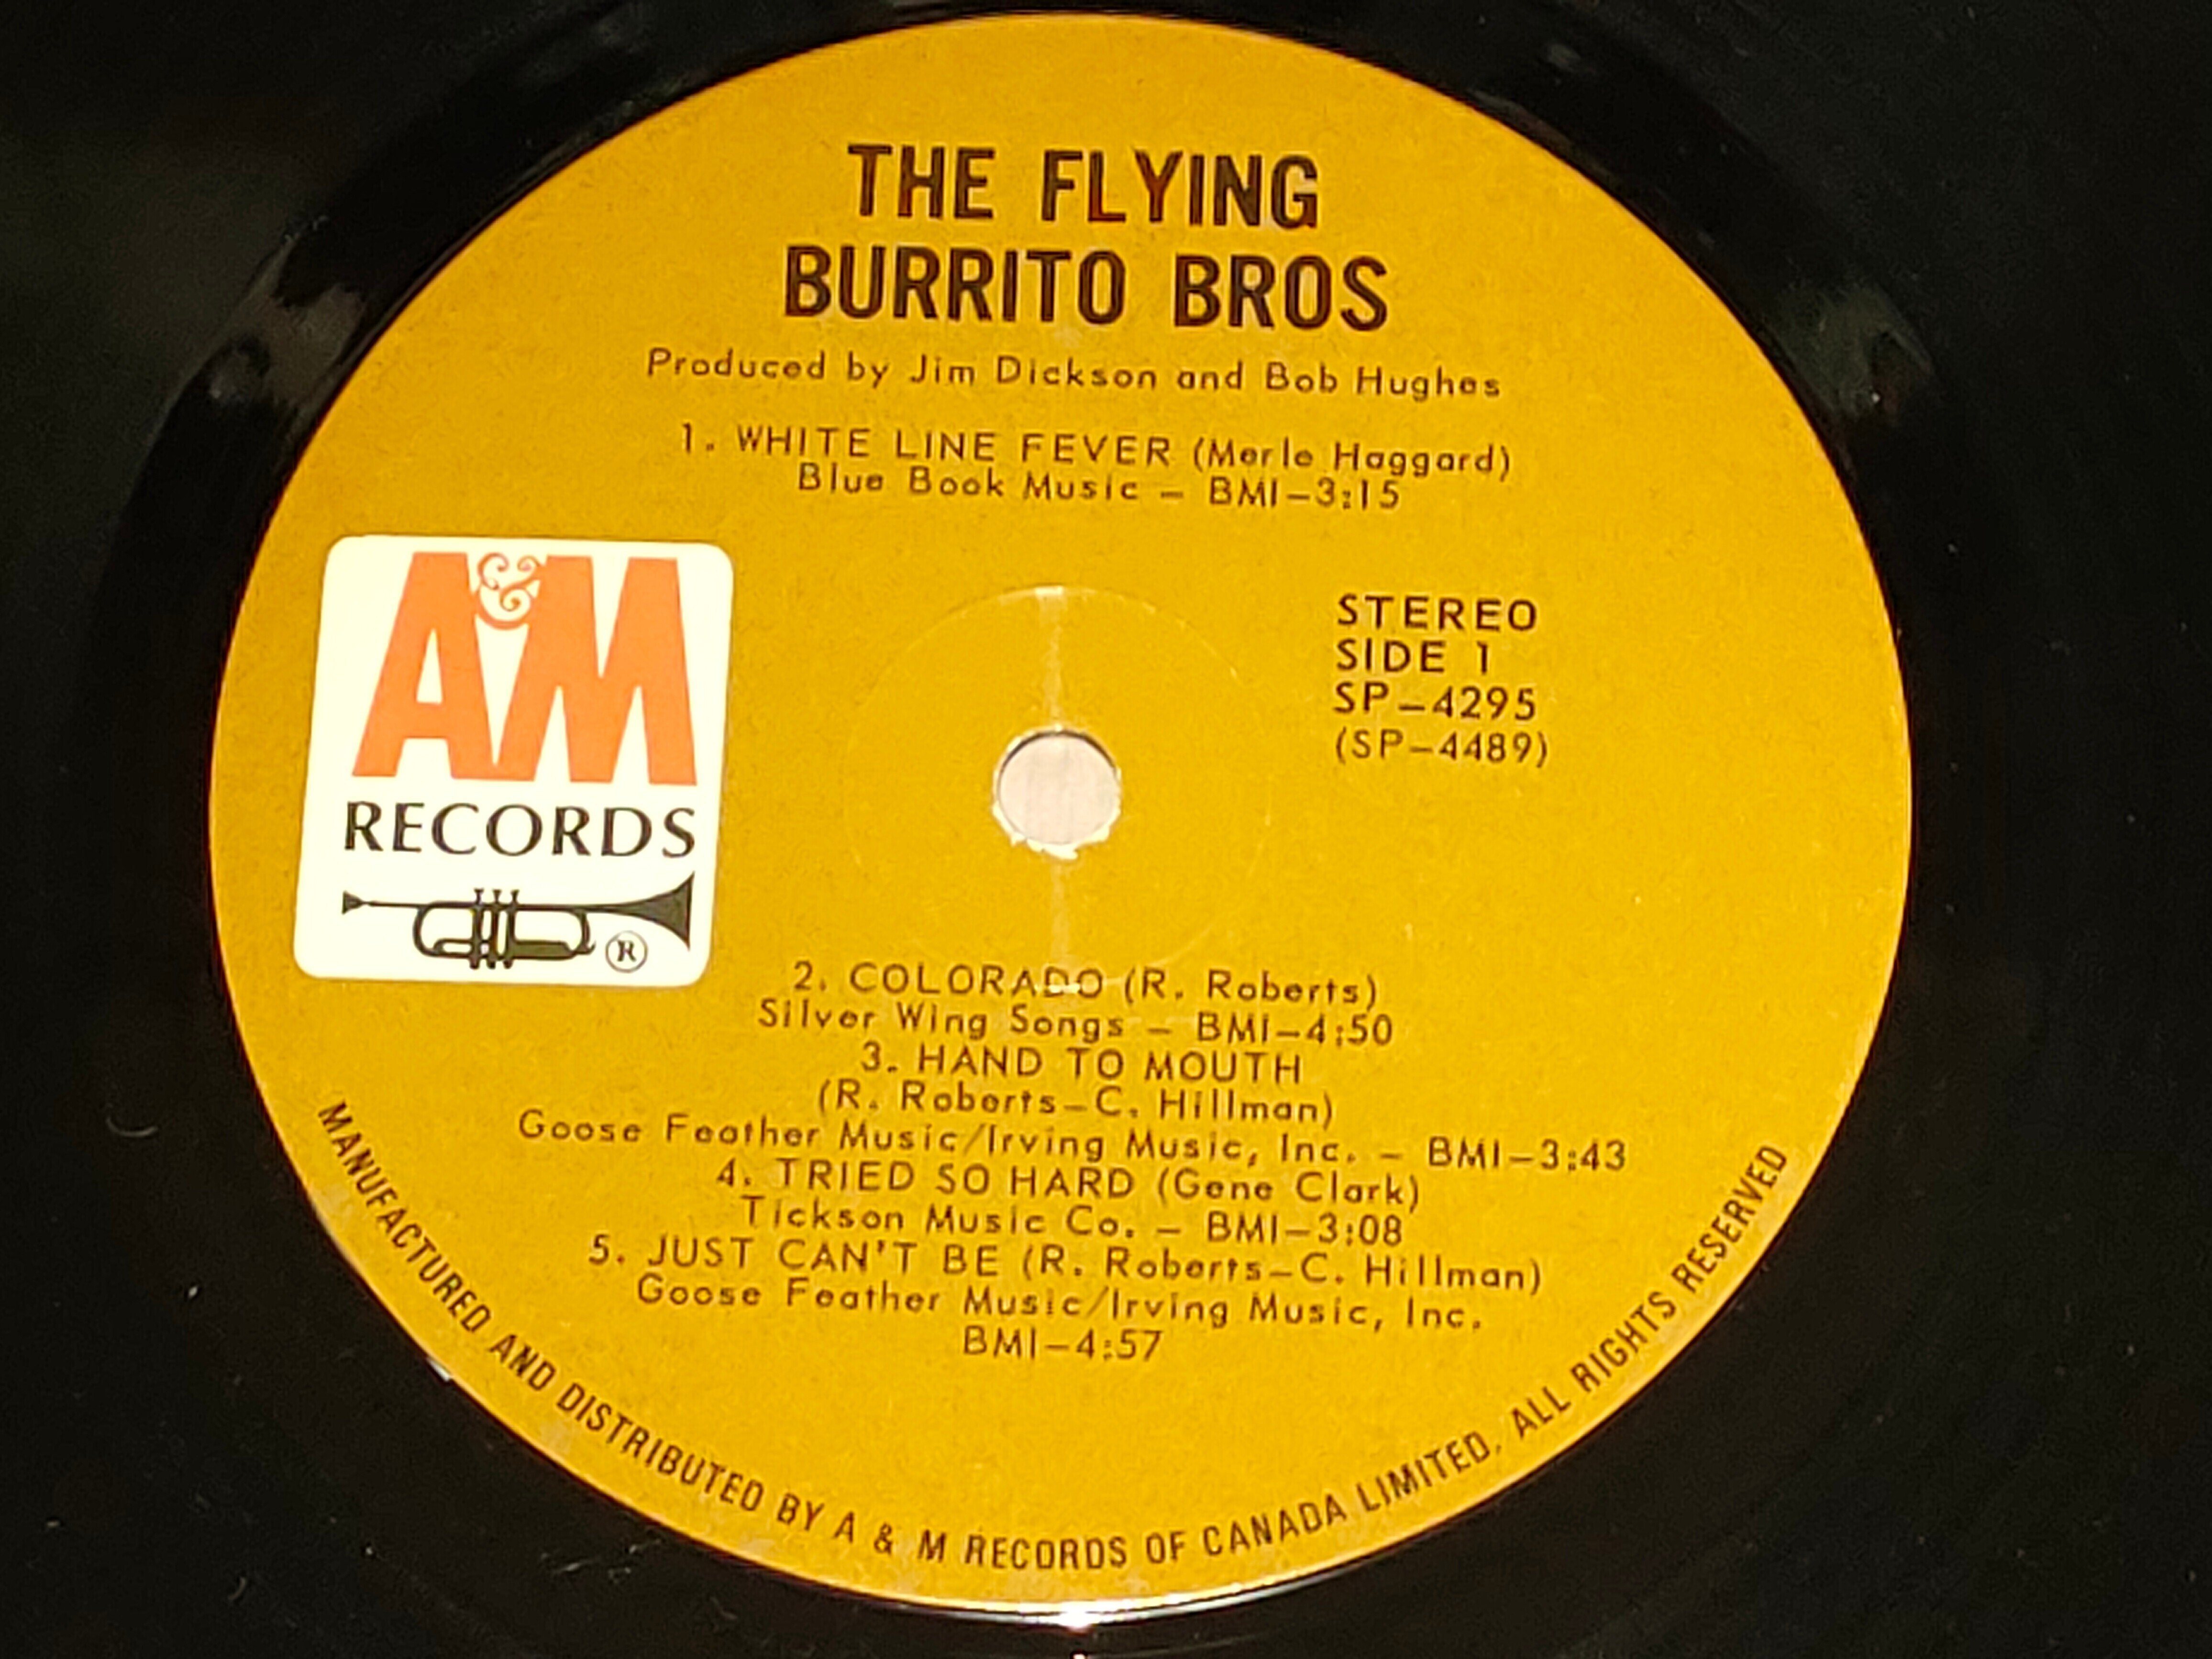 THE FLYING
BURRITO BROS
Produced by Jim Dickson and Bob Hughes
1. WHITE LINE FEVER (Merle Haggard)
Blue Book Music – BMI–3:15
A&M
RECORDS
®
STEREO
SIDE 1
SP–4295
(SP–4489)
2. COLORADO (R. Roberts)
Silver Wing Songs – BMI–4:50
3. HAND TO MOUTH
(R. Roberts–C. Hillman)
Goose Feather Music/Irving Music, Inc. – BMI–3:43
4. TRIED SO HARD (Gene Clark)
Tickson Music Co. – BMI–3:08
5. JUST CAN'T BE (R. Roberts–C. Hillman)
Goose Feather Music/Irving Music, Inc.
BMI–4:57
MANUFACTURED AND DISTRIBUTED BY A & M RECORDS OF CANADA LIMITED. ALL RIGHTS RESERVED